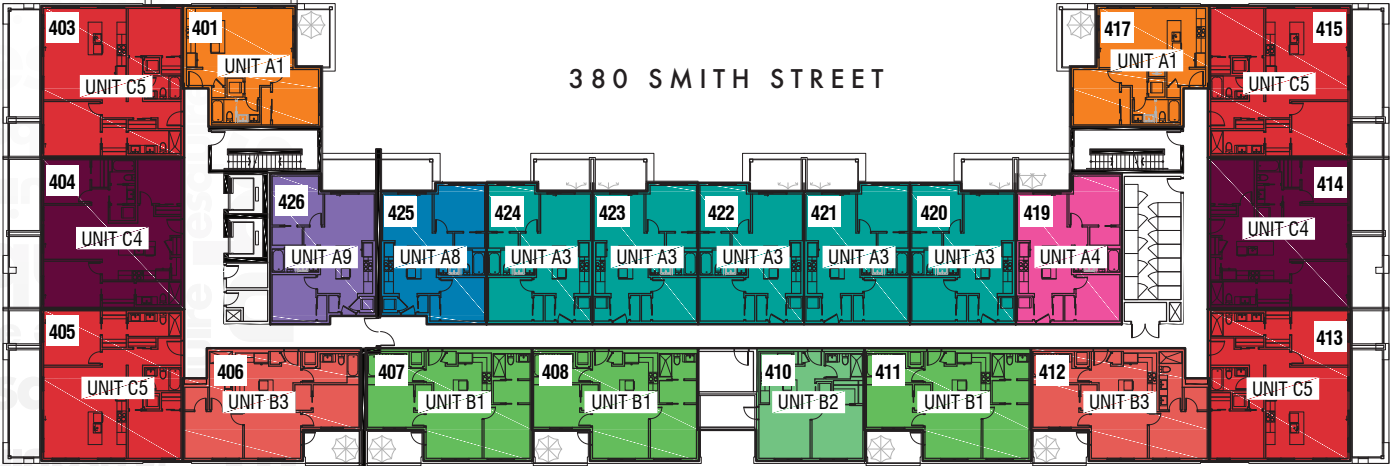 403
UNIT C5
401
UNIT A1
380 SMITH STREET
417
UNIT A1
415
UNIT C5
404
UNIT C4
426
UNIT A9
425
UNIT A8
424
UNIT A3
423
UNIT A3
422
UNIT A3
421
UNIT A3
420
UNIT A3
419
UNIT A4
414
UNIT C4
405
UNIT C5
406
UNIT B3
407
UNIT B1
408
UNIT B1
410
UNIT B2
411
UNIT B1
412
UNIT B3
413
UNIT C5